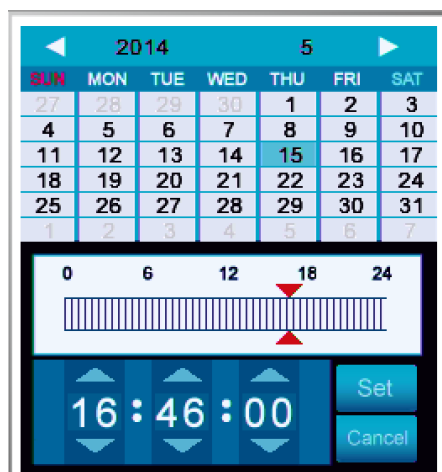 2014 5
SUN MON TUE WED THU FRI SAT
27 28 29 30 1 2 3
4 5 6 7 8 9 10
11 12 13 14 15 16 17
18 19 20 21 22 23 24
25 26 27 28 29 30 31
1 2 3 4 5 6 7
0 6 12 18 24
16 : 46 : 00
Set
Cancel